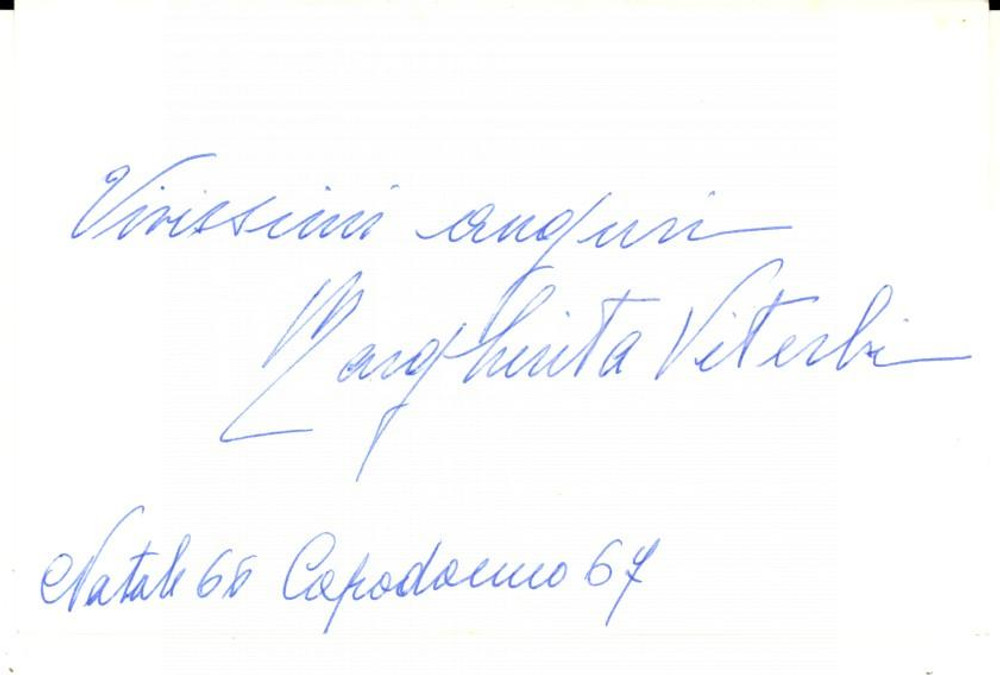 Vivissimi auguri
Margherita Viterbi
Natale 66 Capodanno 67